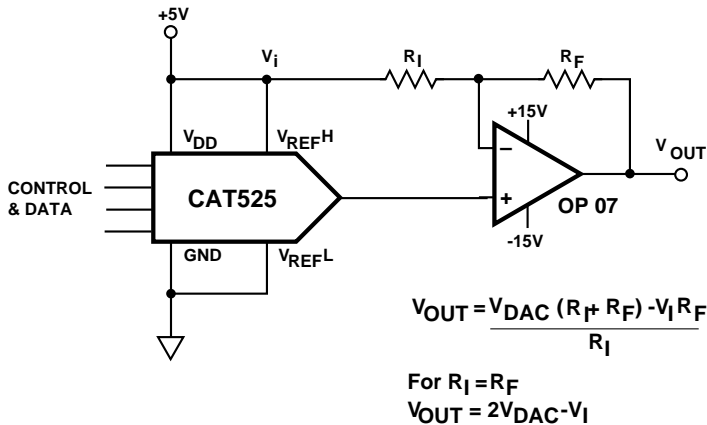 +5V
Vi
RI
RF
+15V
VDD
VREFH
–
VOUT
CONTROL
& DATA
CAT525
+
OP 07
-15V
GND
VREFL
VOUT = VDAC (RI+ RF) -VI RF
RI
For RI = RF
VOUT = 2VDAC-VI